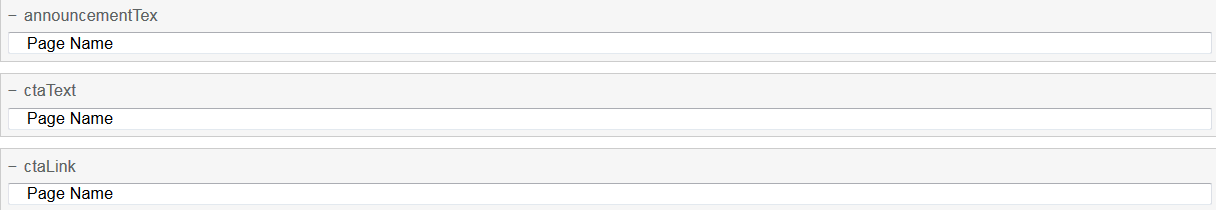 − announcementTex
Page Name
− ctaText
Page Name
− ctaLink
Page Name